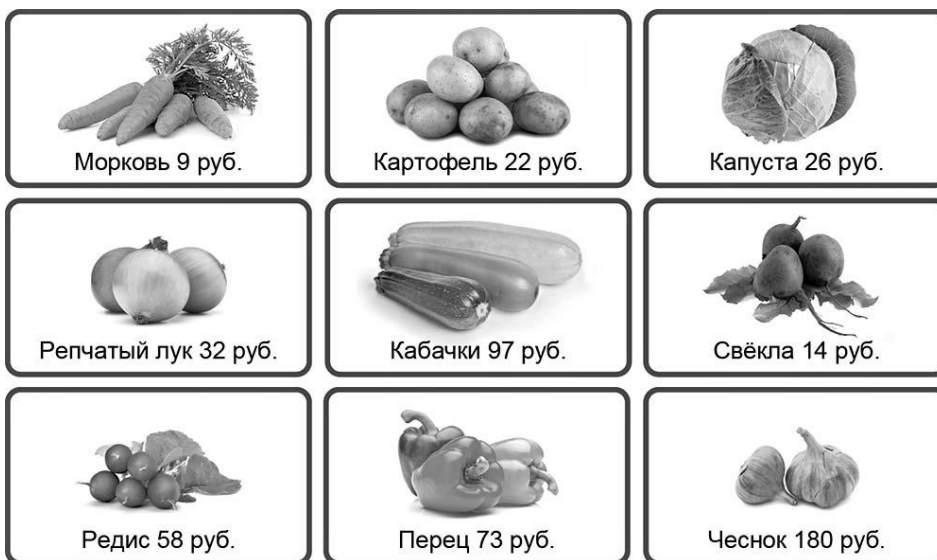 Морковь 9 руб.
Картофель 22 руб.
Капуста 26 руб.
Репчатый лук 32 руб.
Кабачки 97 руб.
Свёкла 14 руб.
Редис 58 руб.
Перец 73 руб.
Чеснок 180 руб.